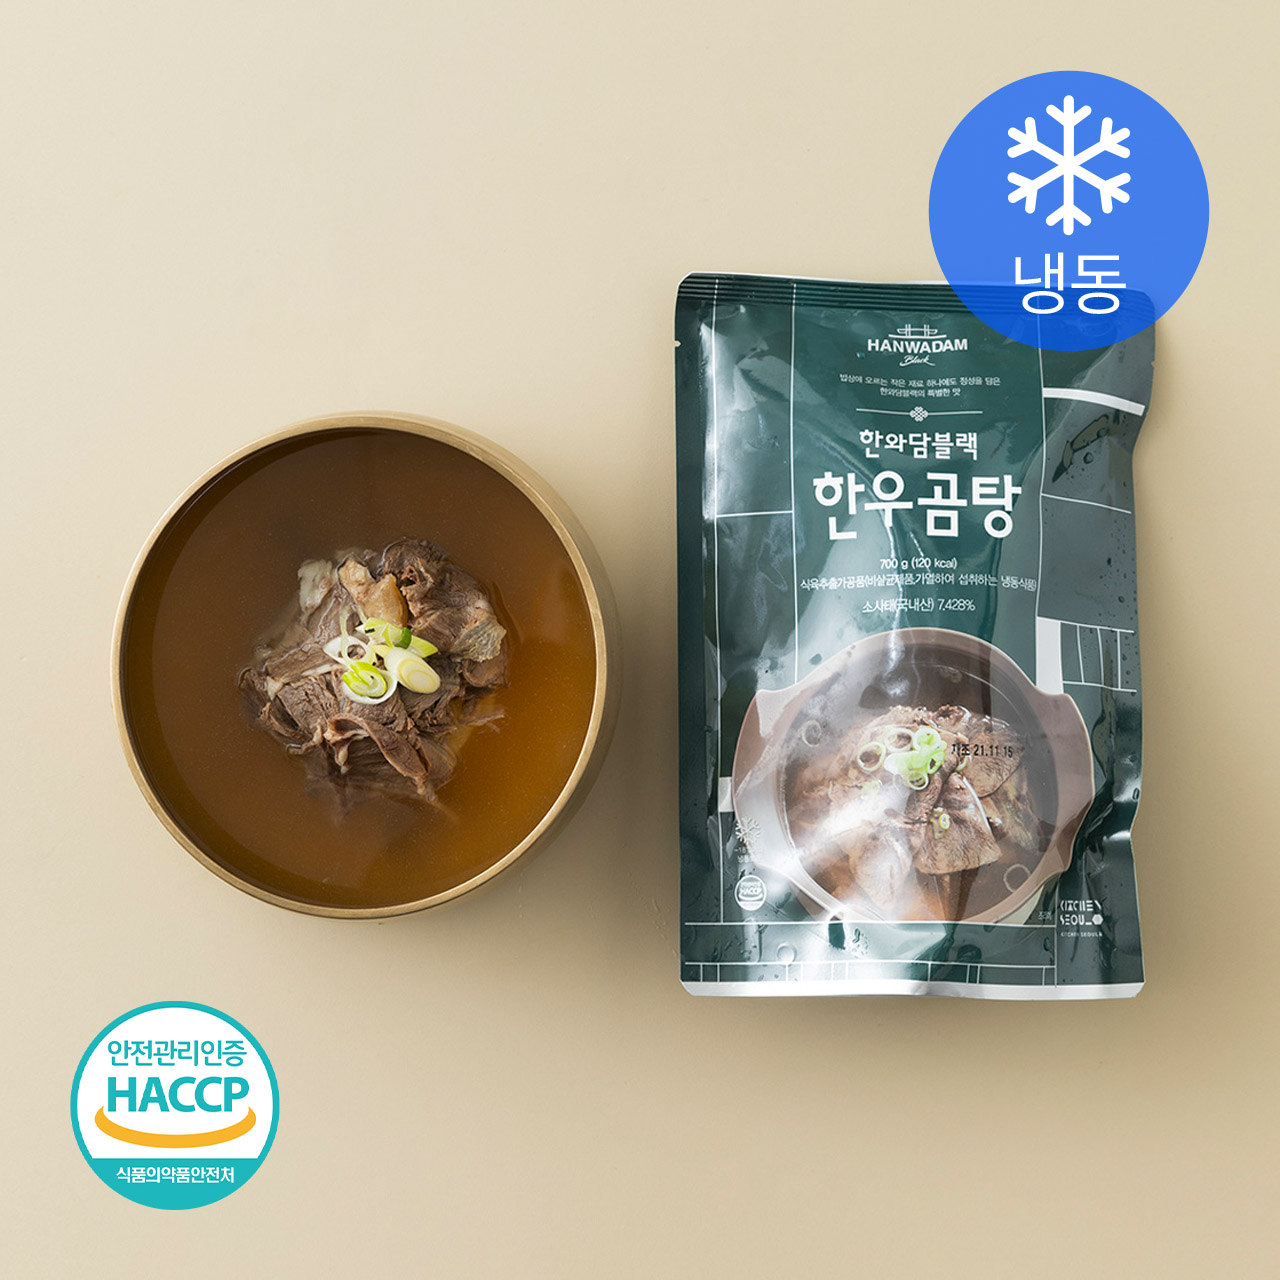 냉동
HANWADAM
Black
밥상에 오르는 작은 재료 하나에도 정성을 담은
한와담블랙의 특별한 맛
한와담블랙
한우곰탕
700 g (120 kcal)
식육추출가공품(비살균제품,가열하여 섭취하는 냉동식품)
소사태(국내산) 7.428%
제조 21.11.15
HACCP
KITCHEN
SEOUL
안전관리인증
HACCP
식품의약품안전처